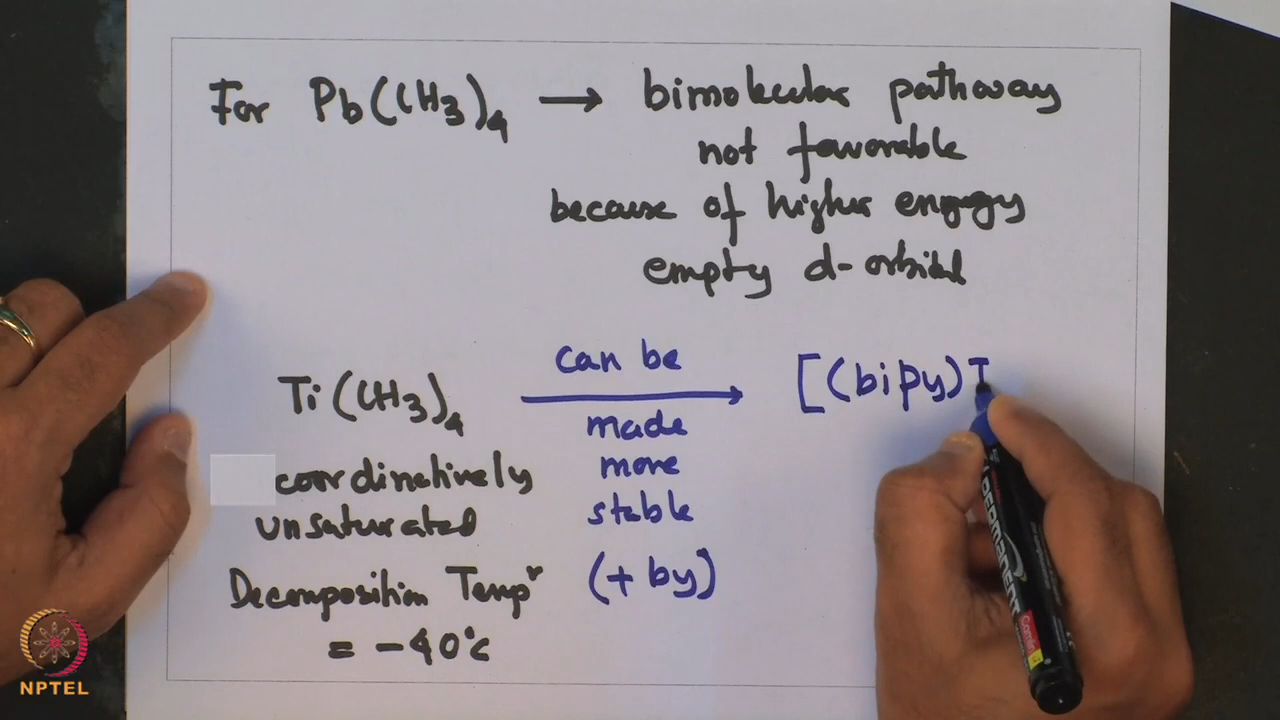 For Pb(CH3)4 → bimolecular pathway
not favorable
because of higher energy
empty d-orbital
Ti(CH3)4 can be [(bipy)T
made
coordinatively more
unsaturated stable
Decomposition Tempr (+ by)
= -40°C
NPTEL